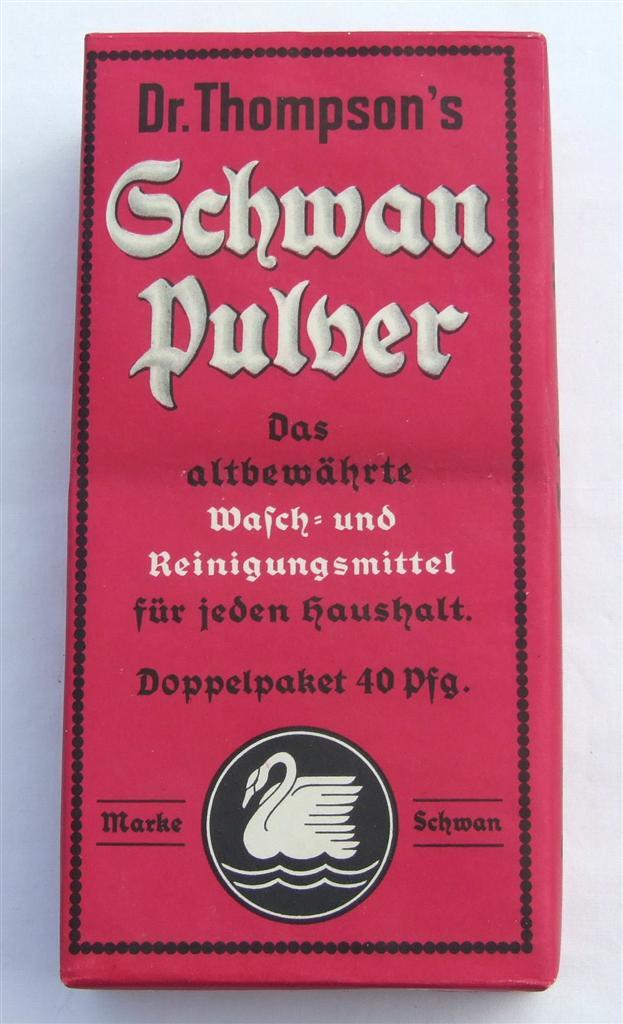 Dr. Thompson's
Schwan
Pulver
Das
altbewährte
Waſch- und
Reinigungsmittel
für jeden Haushalt.
Doppelpaket 40 Pfg.
Marke
Schwan